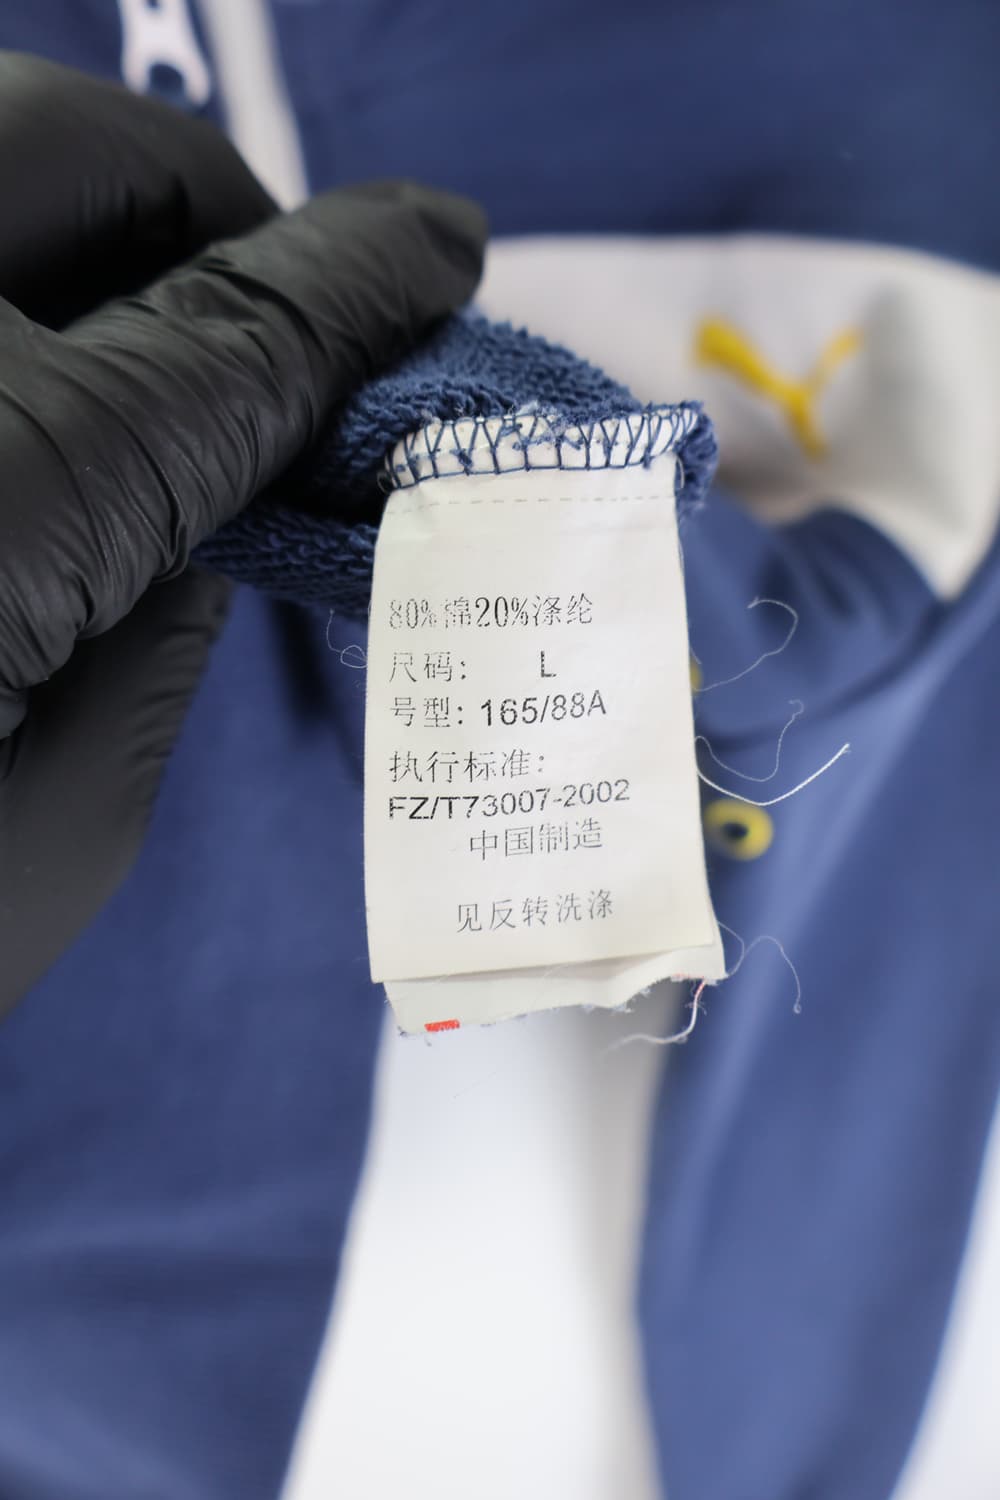 80%棉20%涤纶
尺码: L
号型: 165/88A
执行标准:
FZ/T73007-2002
中国制造
见反转洗涤